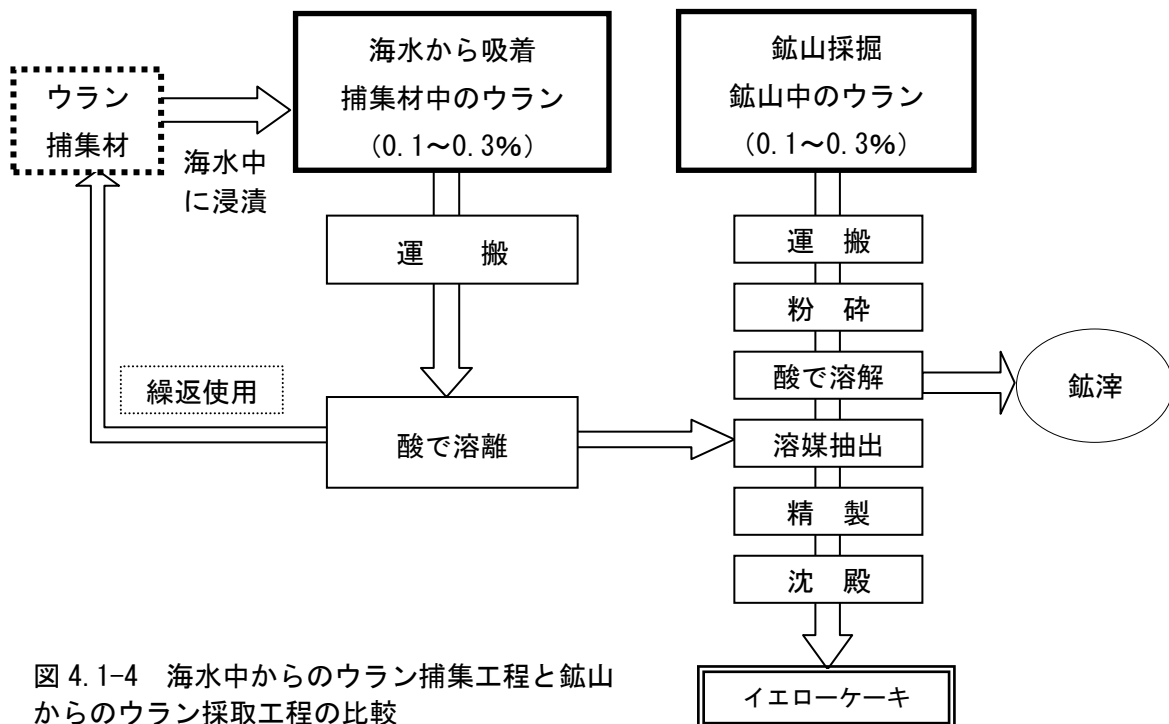 ウラン
捕集材
海水中
に浸漬
海水から吸着
捕集材中のウラン
(0.1～0.3%)
運　搬
酸で溶離
繰返使用
鉱山採掘
鉱山中のウラン
(0.1～0.3%)
運　搬
粉　砕
酸で溶解
鉱滓
溶媒抽出
精　製
沈　殿
イエローケーキ
図 4.1-4　海水中からのウラン捕集工程と鉱山
からのウラン採取工程の比較